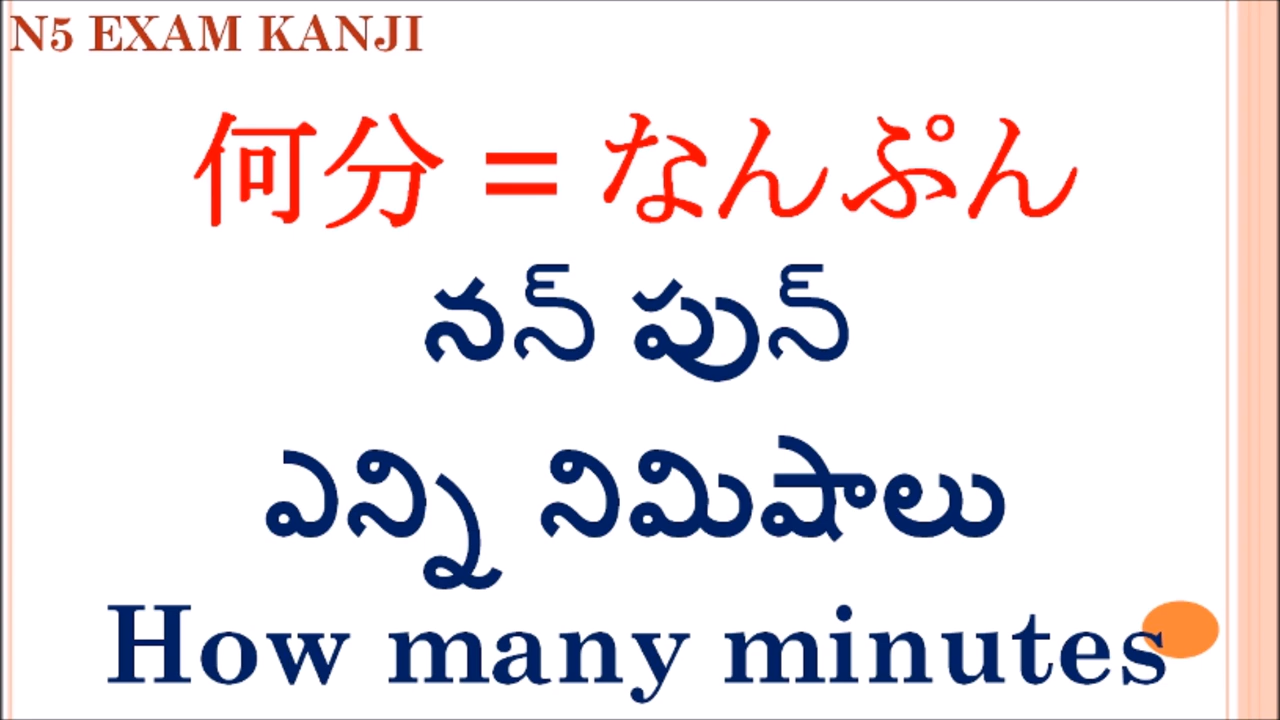 N5 EXAM KANJI
何分 = なんぷん
నన్ పున్
ఎన్ని నిమిషాలు
How many minutes